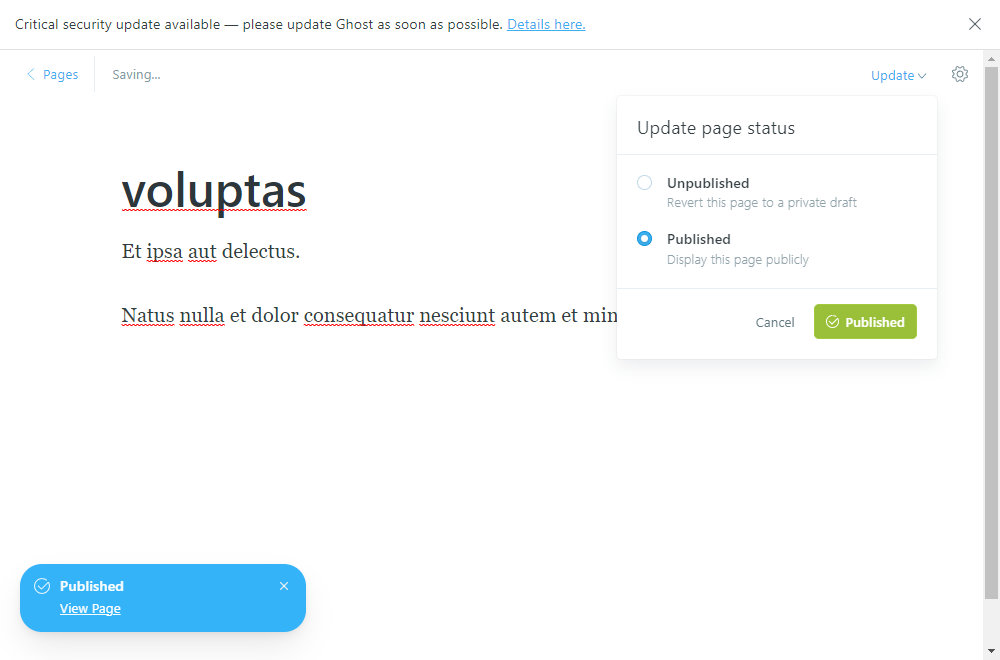 Critical security update available — please update Ghost as soon as possible. Details here.
Pages
Saving...
Update
Update page status
Unpublished
Revert this page to a private draft
Published
Display this page publicly
Cancel
Published
voluptas
Et ipsa aut delectus.
Natus nulla et dolor consequatur nesciunt autem et min
Published
View Page